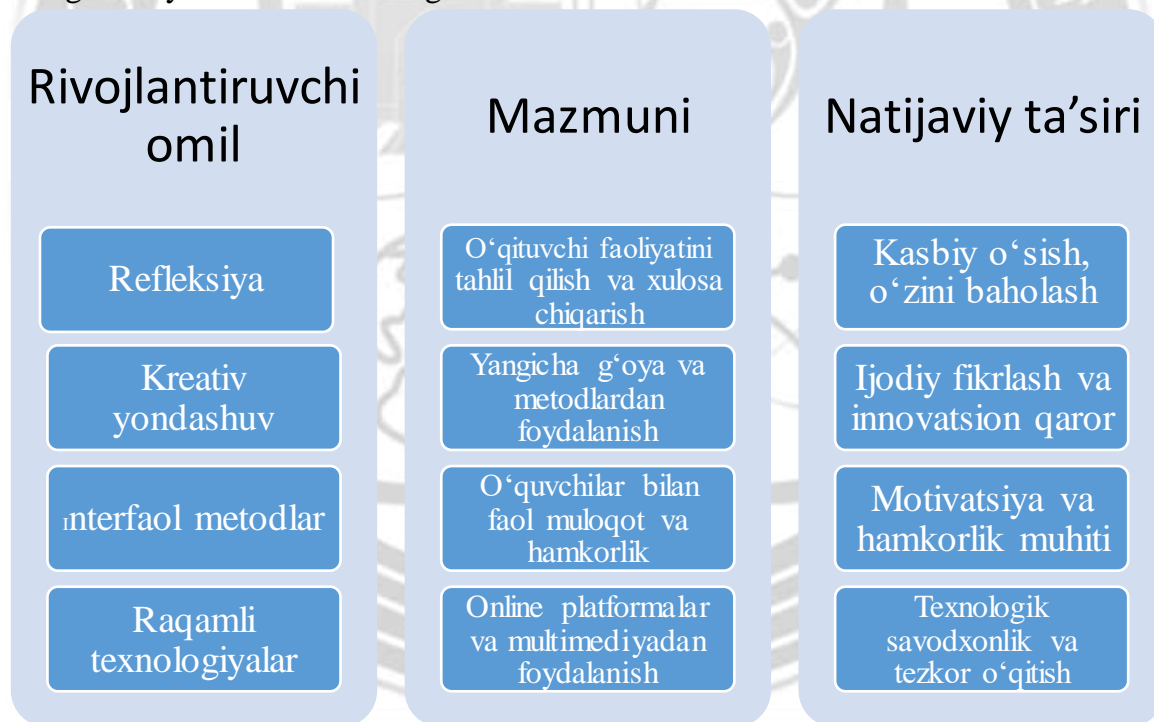 Rivojlantiruvchi
omil
Refleksiya
Kreativ
yondashuv
Interfaol metodlar
Raqamli
texnologiyalar
Mazmuni
O‘qituvchi faoliyatini
tahlil qilish va xulosa
chiqarish
Yangicha g‘oya va
metodlardan
foydalanish
O‘quvchilar bilan
faol muloqot va
hamkorlik
Online platformalar
va multimediyadan
foydalanish
Natijaviy ta’siri
Kasbiy o‘sish,
o‘zini baholash
Ijodiy fikrlash va
innovatsion qaror
Motivatsiya va
hamkorlik muhiti
Texnologik
savodxonlik va
tezkor o‘qitish